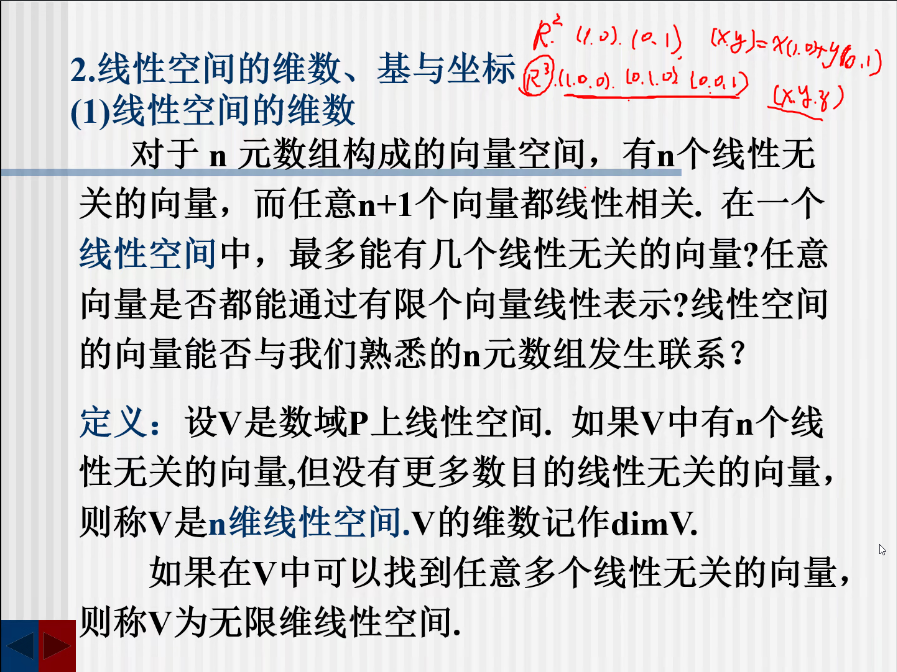 R². (1.0). (0.1) (x.y)=x(1.0)+y(0.1)
R³.(1.0.0). (0.1.0) (0.0.1)
(x.y.z)
2.线性空间的维数、基与坐标
(1)线性空间的维数
对于 n 元数组构成的向量空间，有n个线性无
关的向量，而任意n+1个向量都线性相关. 在一个
线性空间中，最多能有几个线性无关的向量?任意
向量是否都能通过有限个向量线性表示?线性空间
的向量能否与我们熟悉的n元数组发生联系？
定义：设V是数域P上线性空间. 如果V中有n个线
性无关的向量,但没有更多数目的线性无关的向量，
则称V是n维线性空间.V的维数记作dimV.
如果在V中可以找到任意多个线性无关的向量，
则称V为无限维线性空间.